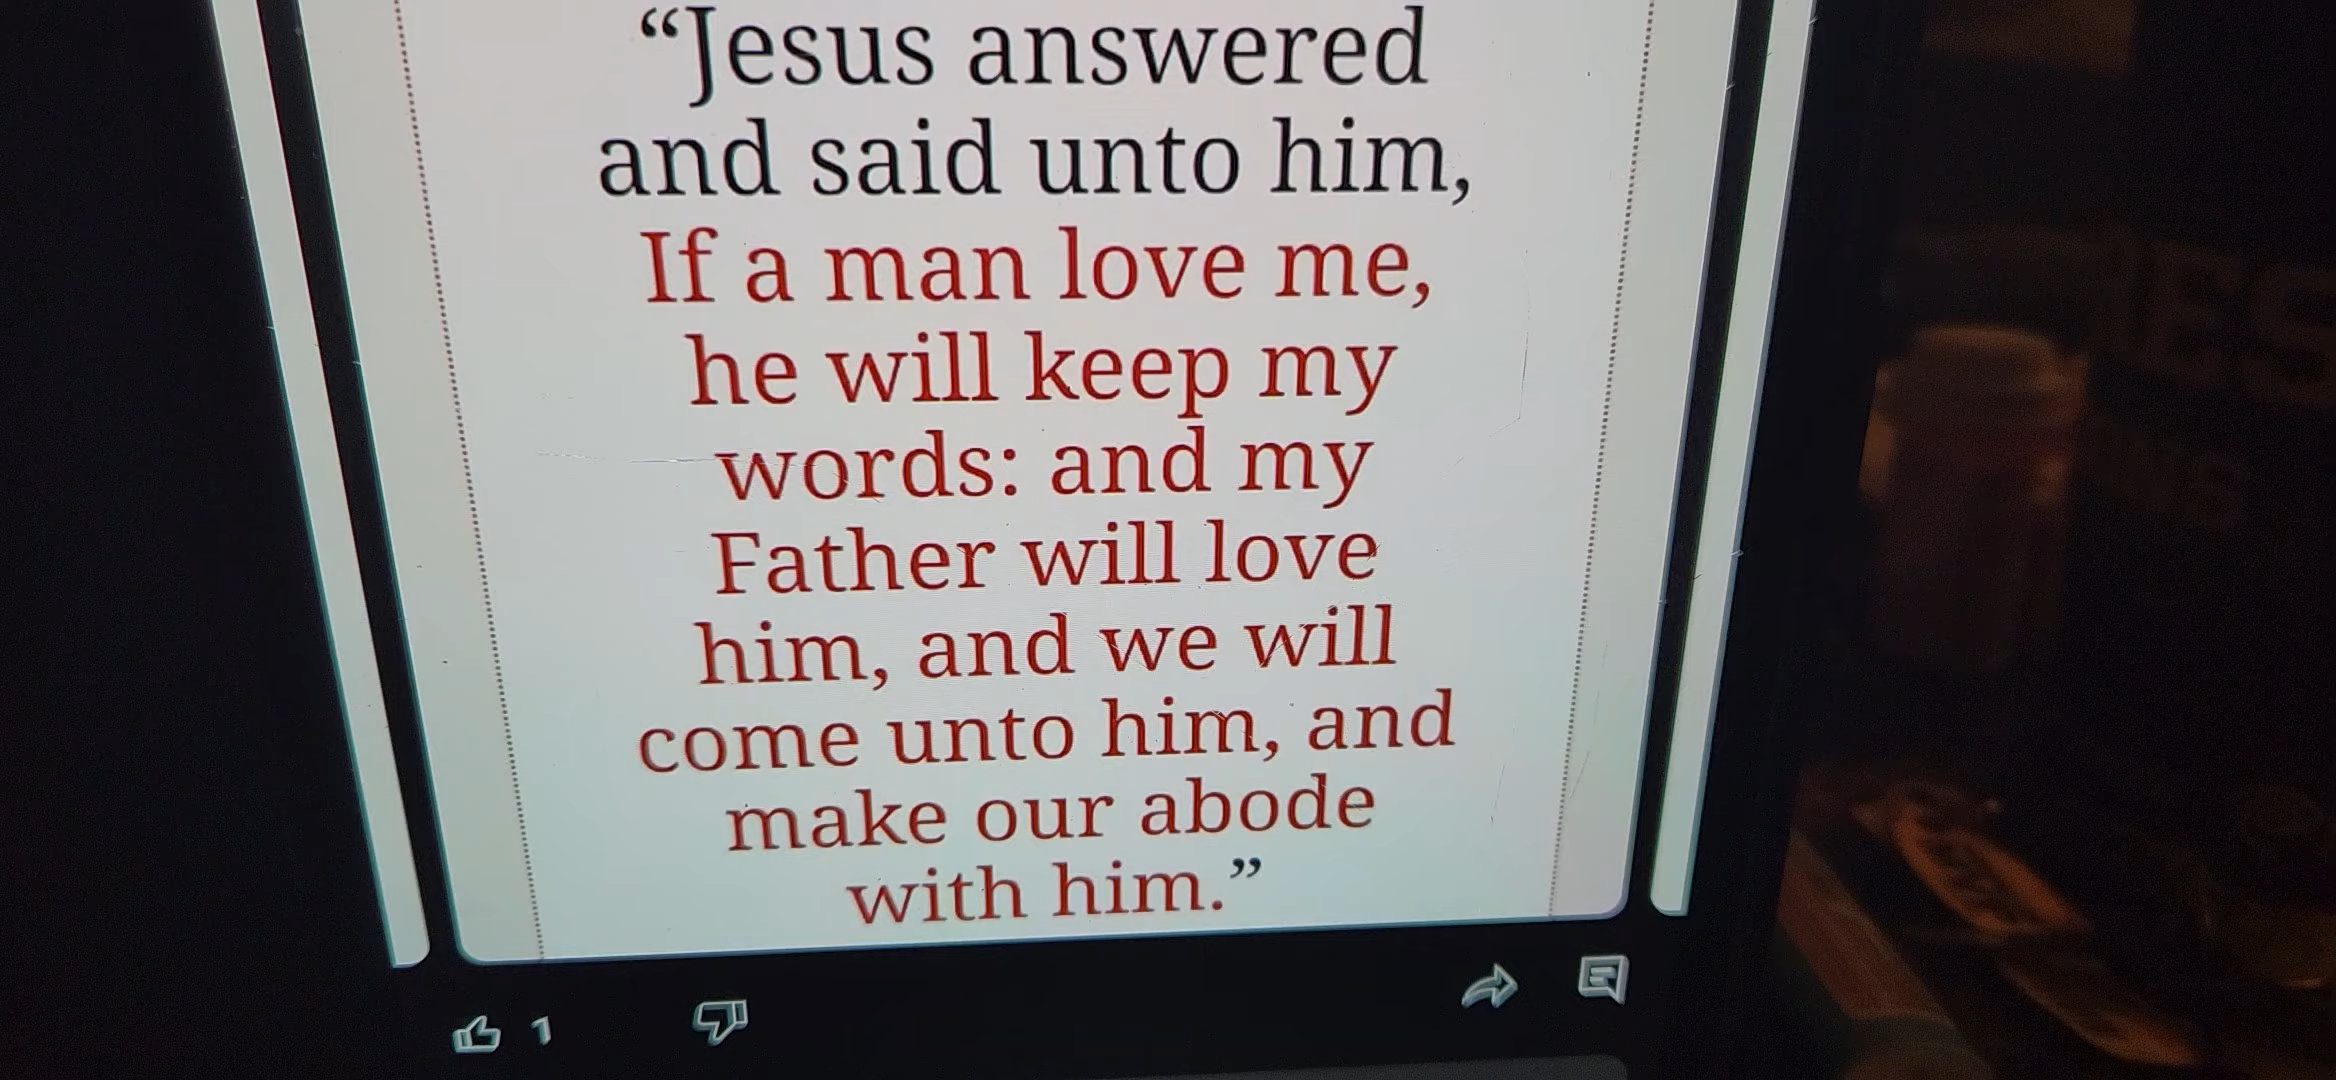 “Jesus answered
and said unto him,
If a man love me,
he will keep my
words: and my
Father will love
him, and we will
come unto him, and
make our abode
with him.”
1